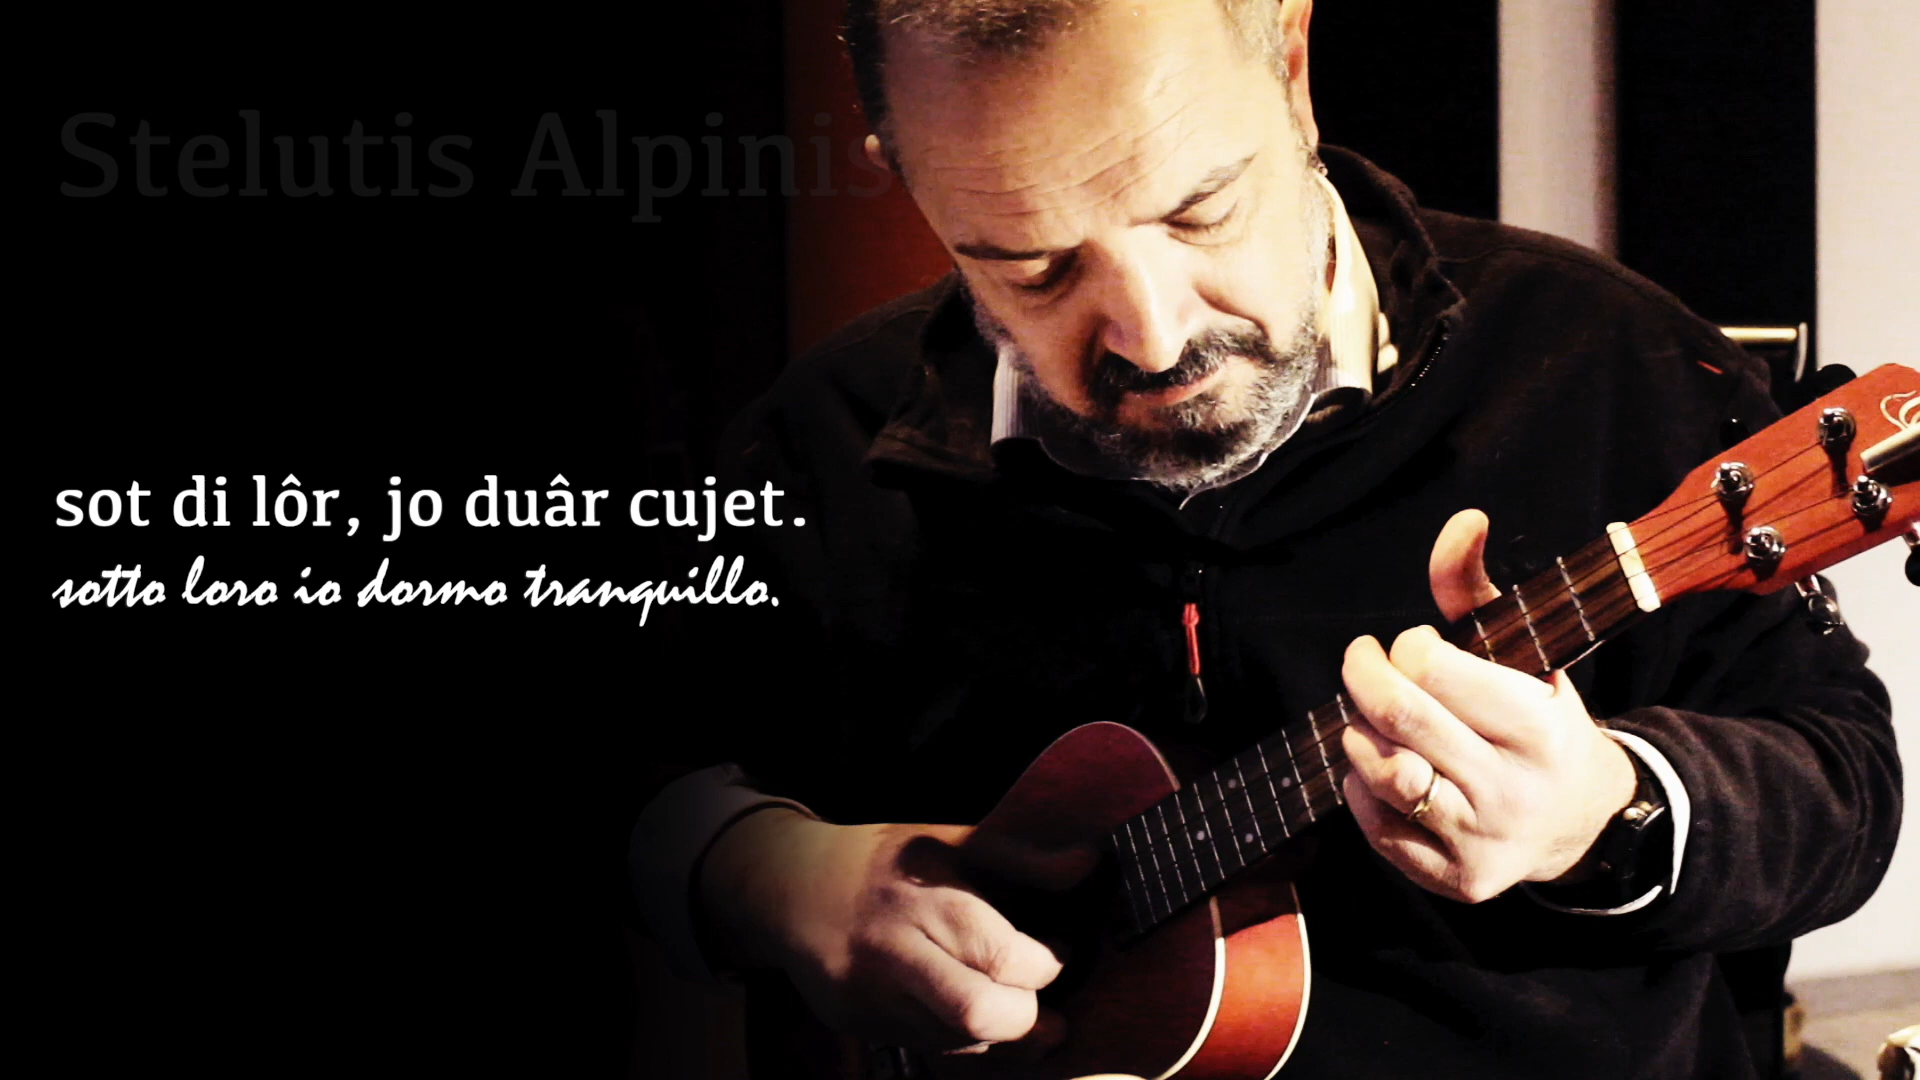 Stelutis Alpinis
sot di lôr, jo duâr cujet.
sotto loro io dormo tranquillo.